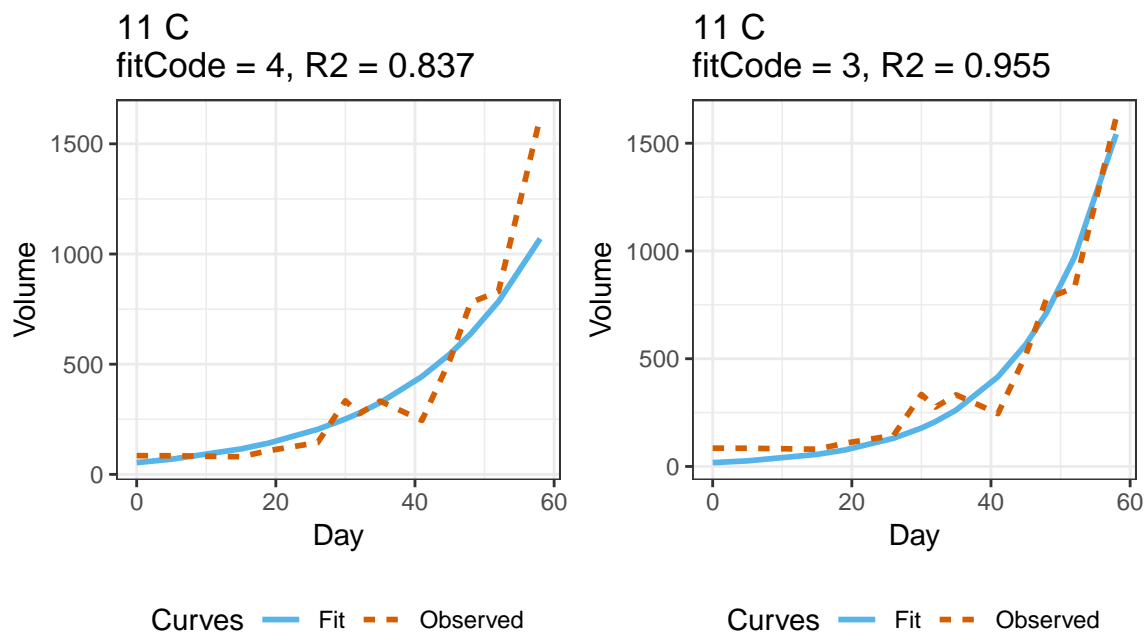 11 C
fitCode = 4, R2 = 0.837
1500
1000
500
0
0 20 40 60
Volume
Day
Curves Fit Observed
11 C
fitCode = 3, R2 = 0.955
1500
1000
500
0
0 20 40 60
Volume
Day
Curves Fit Observed